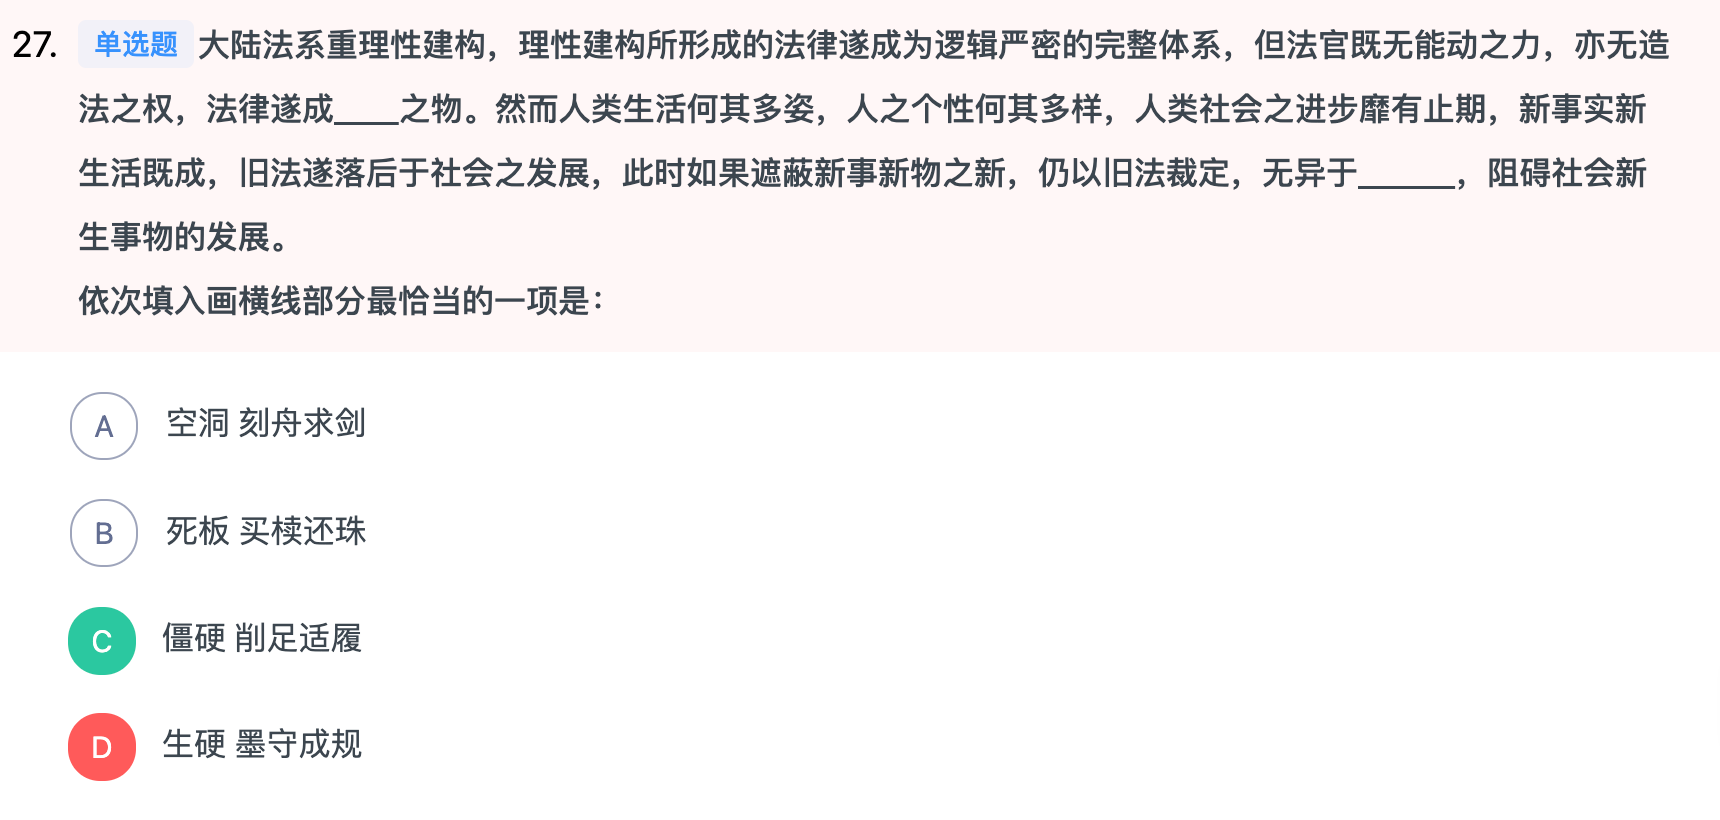 27. 单选题 大陆法系重理性建构，理性建构所形成的法律遂成为逻辑严密的完整体系，但法官既无能动之力，亦无造
法之权，法律遂成____之物。然而人类生活何其多姿，人之个性何其多样，人类社会之进步靡有止期，新事实新
生活既成，旧法遂落后于社会之发展，此时如果遮蔽新事新物之新，仍以旧法裁定，无异于______，阻碍社会新
生事物的发展。
依次填入画横线部分最恰当的一项是：
A 空洞 刻舟求剑
B 死板 买椟还珠
C 僵硬 削足适履
D 生硬 墨守成规